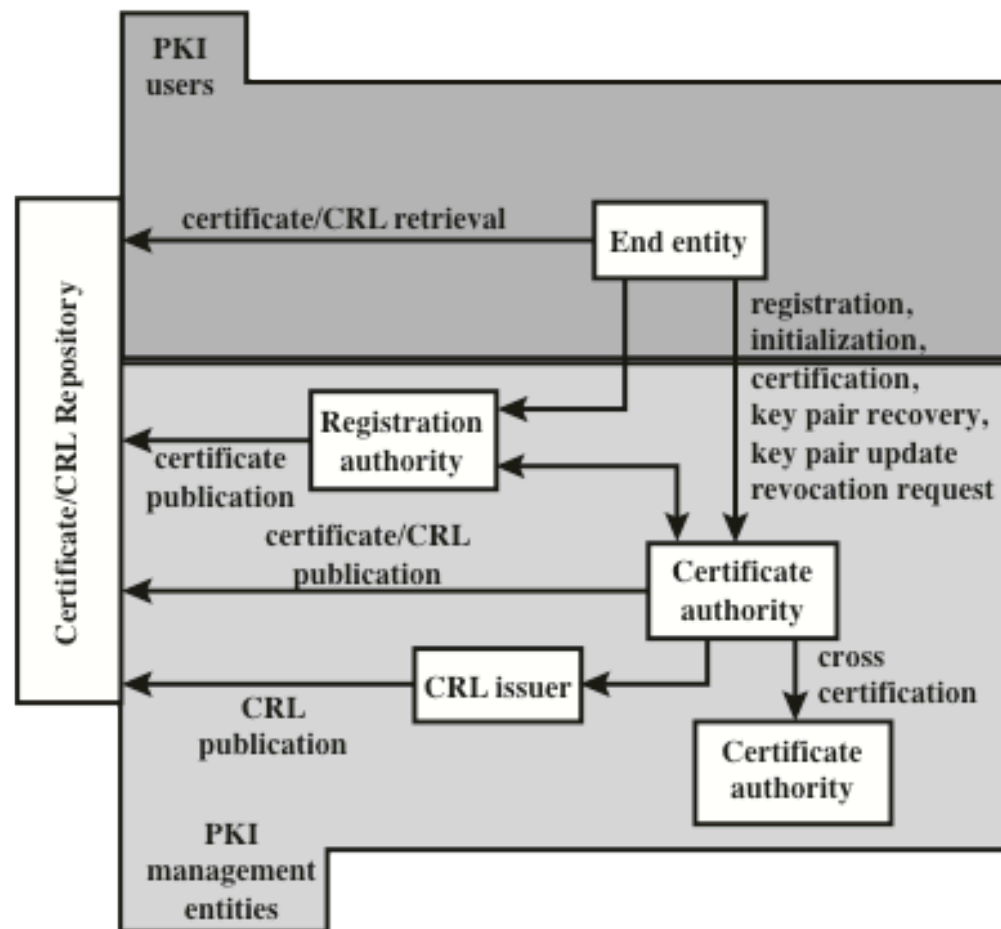 PKI
users
certificate/CRL retrieval
End entity
registration,
initialization,
certification,
key pair recovery,
key pair update
revocation request
Certificate/CRL Repository
Registration
authority
certificate
publication
certificate/CRL
publication
Certificate
authority
CRL issuer
CRL
publication
cross
certification
Certificate
authority
PKI
management
entities